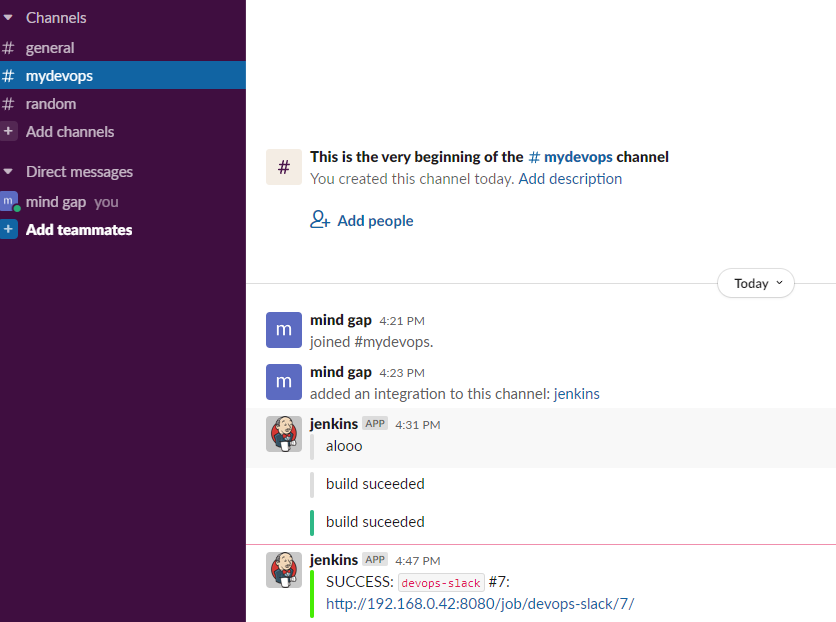 Channels
# general
# mydevops
# random
+ Add channels
Direct messages
m mind gap you
+ Add teammates
# This is the very beginning of the # mydevops channel
You created this channel today. Add description
Add people
Today
m mind gap 4:21 PM
joined #mydevops.
m mind gap 4:23 PM
added an integration to this channel: jenkins
jenkins APP 4:31 PM
alooo
build suceeded
build suceeded
jenkins APP 4:47 PM
SUCCESS: devops-slack #7:
http://192.168.0.42:8080/job/devops-slack/7/